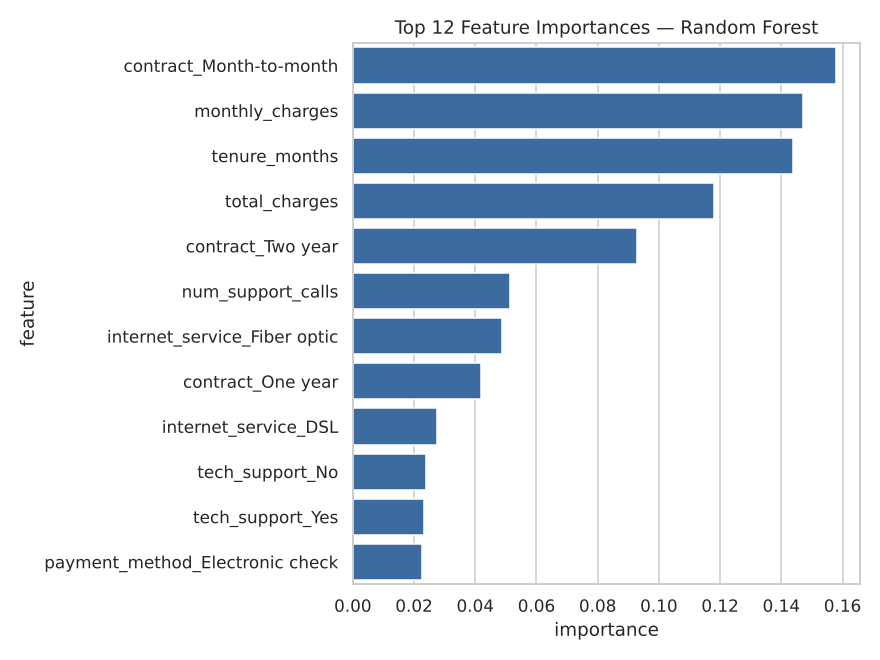 Top 12 Feature Importances — Random Forest
feature
contract_Month-to-month
monthly_charges
tenure_months
total_charges
contract_Two year
num_support_calls
internet_service_Fiber optic
contract_One year
internet_service_DSL
tech_support_No
tech_support_Yes
payment_method_Electronic check
0.00 0.02 0.04 0.06 0.08 0.10 0.12 0.14 0.16
importance